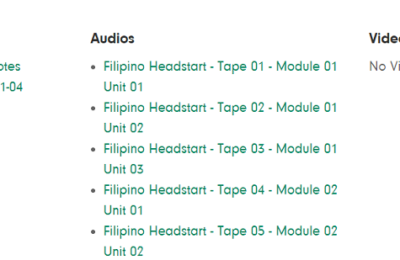 Audios
Filipino Headstart - Tape 01 - Module 01
Unit 01
Filipino Headstart - Tape 02 - Module 01
Unit 02
Filipino Headstart - Tape 03 - Module 01
Unit 03
Filipino Headstart - Tape 04 - Module 02
Unit 01
Filipino Headstart - Tape 05 - Module 02
Unit 02
otes
1-04
Vide
No Vi